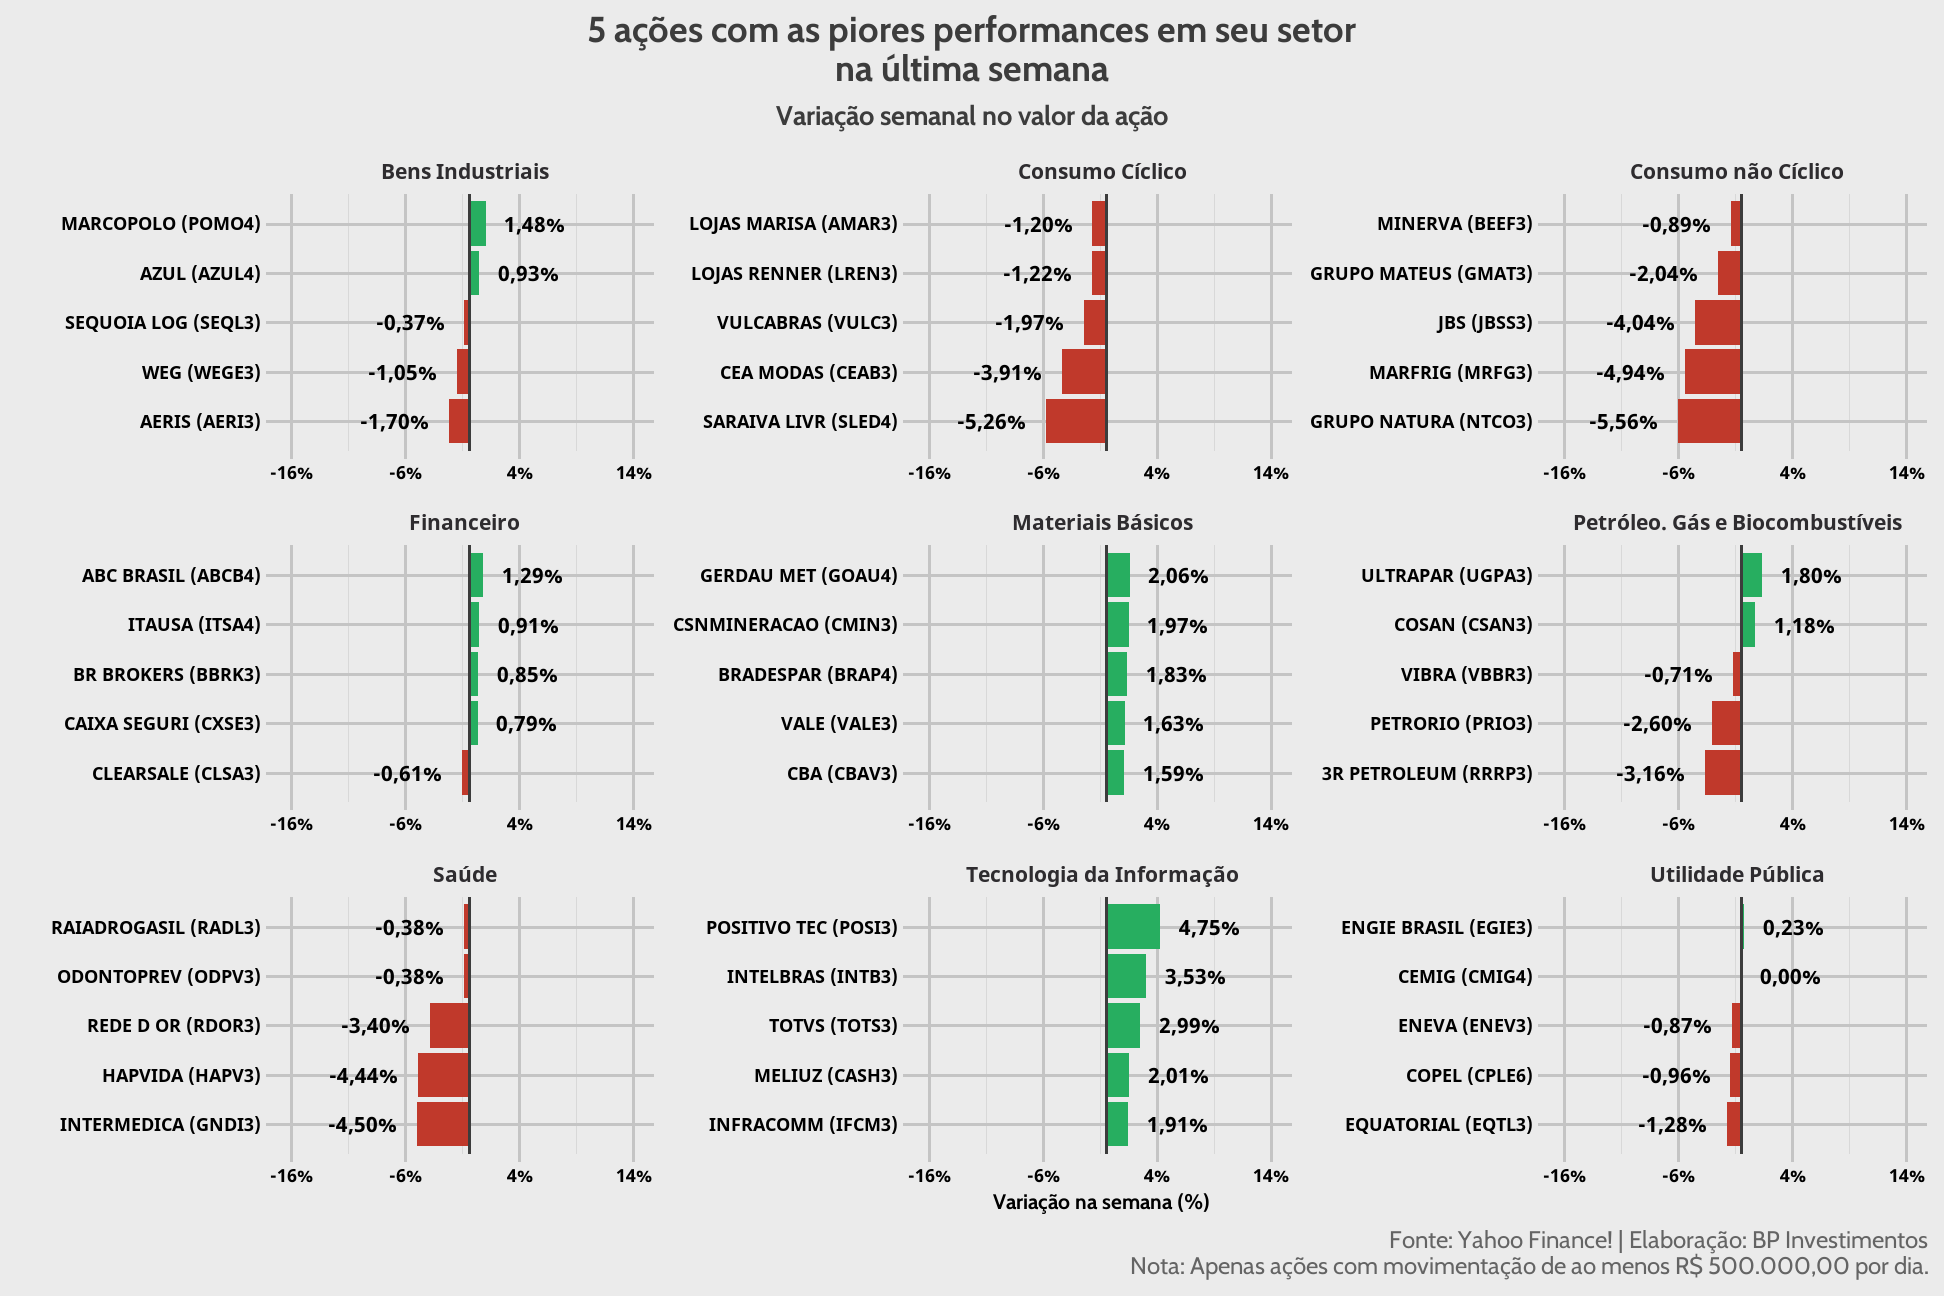 5 ações com as piores performances em seu setor
na última semana
Variação semanal no valor da ação
Bens Industriais
MARCOPOLO (POMO4) 1,48%
AZUL (AZUL4) 0,93%
SEQUOIA LOG (SEQL3) -0,37%
WEG (WEGE3) -1,05%
AERIS (AERI3) -1,70%
-16% -6% 4% 14%
Consumo Cíclico
LOJAS MARISA (AMAR3) -1,20%
LOJAS RENNER (LREN3) -1,22%
VULCABRAS (VULC3) -1,97%
CEA MODAS (CEAB3) -3,91%
SARAIVA LIVR (SLED4) -5,26%
-16% -6% 4% 14%
Consumo não Cíclico
MINERVA (BEEF3) -0,89%
GRUPO MATEUS (GMAT3) -2,04%
JBS (JBSS3) -4,04%
MARFRIG (MRFG3) -4,94%
GRUPO NATURA (NTCO3) -5,56%
-16% -6% 4% 14%
Financeiro
ABC BRASIL (ABCB4) 1,29%
ITAUSA (ITSA4) 0,91%
BR BROKERS (BBRK3) 0,85%
CAIXA SEGURI (CXSE3) 0,79%
CLEARSALE (CLSA3) -0,61%
-16% -6% 4% 14%
Materiais Básicos
GERDAU MET (GOAU4) 2,06%
CSNMINERACAO (CMIN3) 1,97%
BRADESPAR (BRAP4) 1,83%
VALE (VALE3) 1,63%
CBA (CBAV3) 1,59%
-16% -6% 4% 14%
Petróleo. Gás e Biocombustíveis
ULTRAPAR (UGPA3) 1,80%
COSAN (CSAN3) 1,18%
VIBRA (VBBR3) -0,71%
PETRORIO (PRIO3) -2,60%
3R PETROLEUM (RRRP3) -3,16%
-16% -6% 4% 14%
Saúde
RAIADROGASIL (RADL3) -0,38%
ODONTOPREV (ODPV3) -0,38%
REDE D OR (RDOR3) -3,40%
HAPVIDA (HAPV3) -4,44%
INTERMEDICA (GNDI3) -4,50%
-16% -6% 4% 14%
Tecnologia da Informação
POSITIVO TEC (POSI3) 4,75%
INTELBRAS (INTB3) 3,53%
TOTVS (TOTS3) 2,99%
MELIUZ (CASH3) 2,01%
INFRACOMM (IFCM3) 1,91%
-16% -6% 4% 14%
Utilidade Pública
ENGIE BRASIL (EGIE3) 0,23%
CEMIG (CMIG4) 0,00%
ENEVA (ENEV3) -0,87%
COPEL (CPLE6) -0,96%
EQUATORIAL (EQTL3) -1,28%
-16% -6% 4% 14%
Variação na semana (%)
Fonte: Yahoo Finance! | Elaboração: BP Investimentos
Nota: Apenas ações com movimentação de ao menos R$ 500.000,00 por dia.